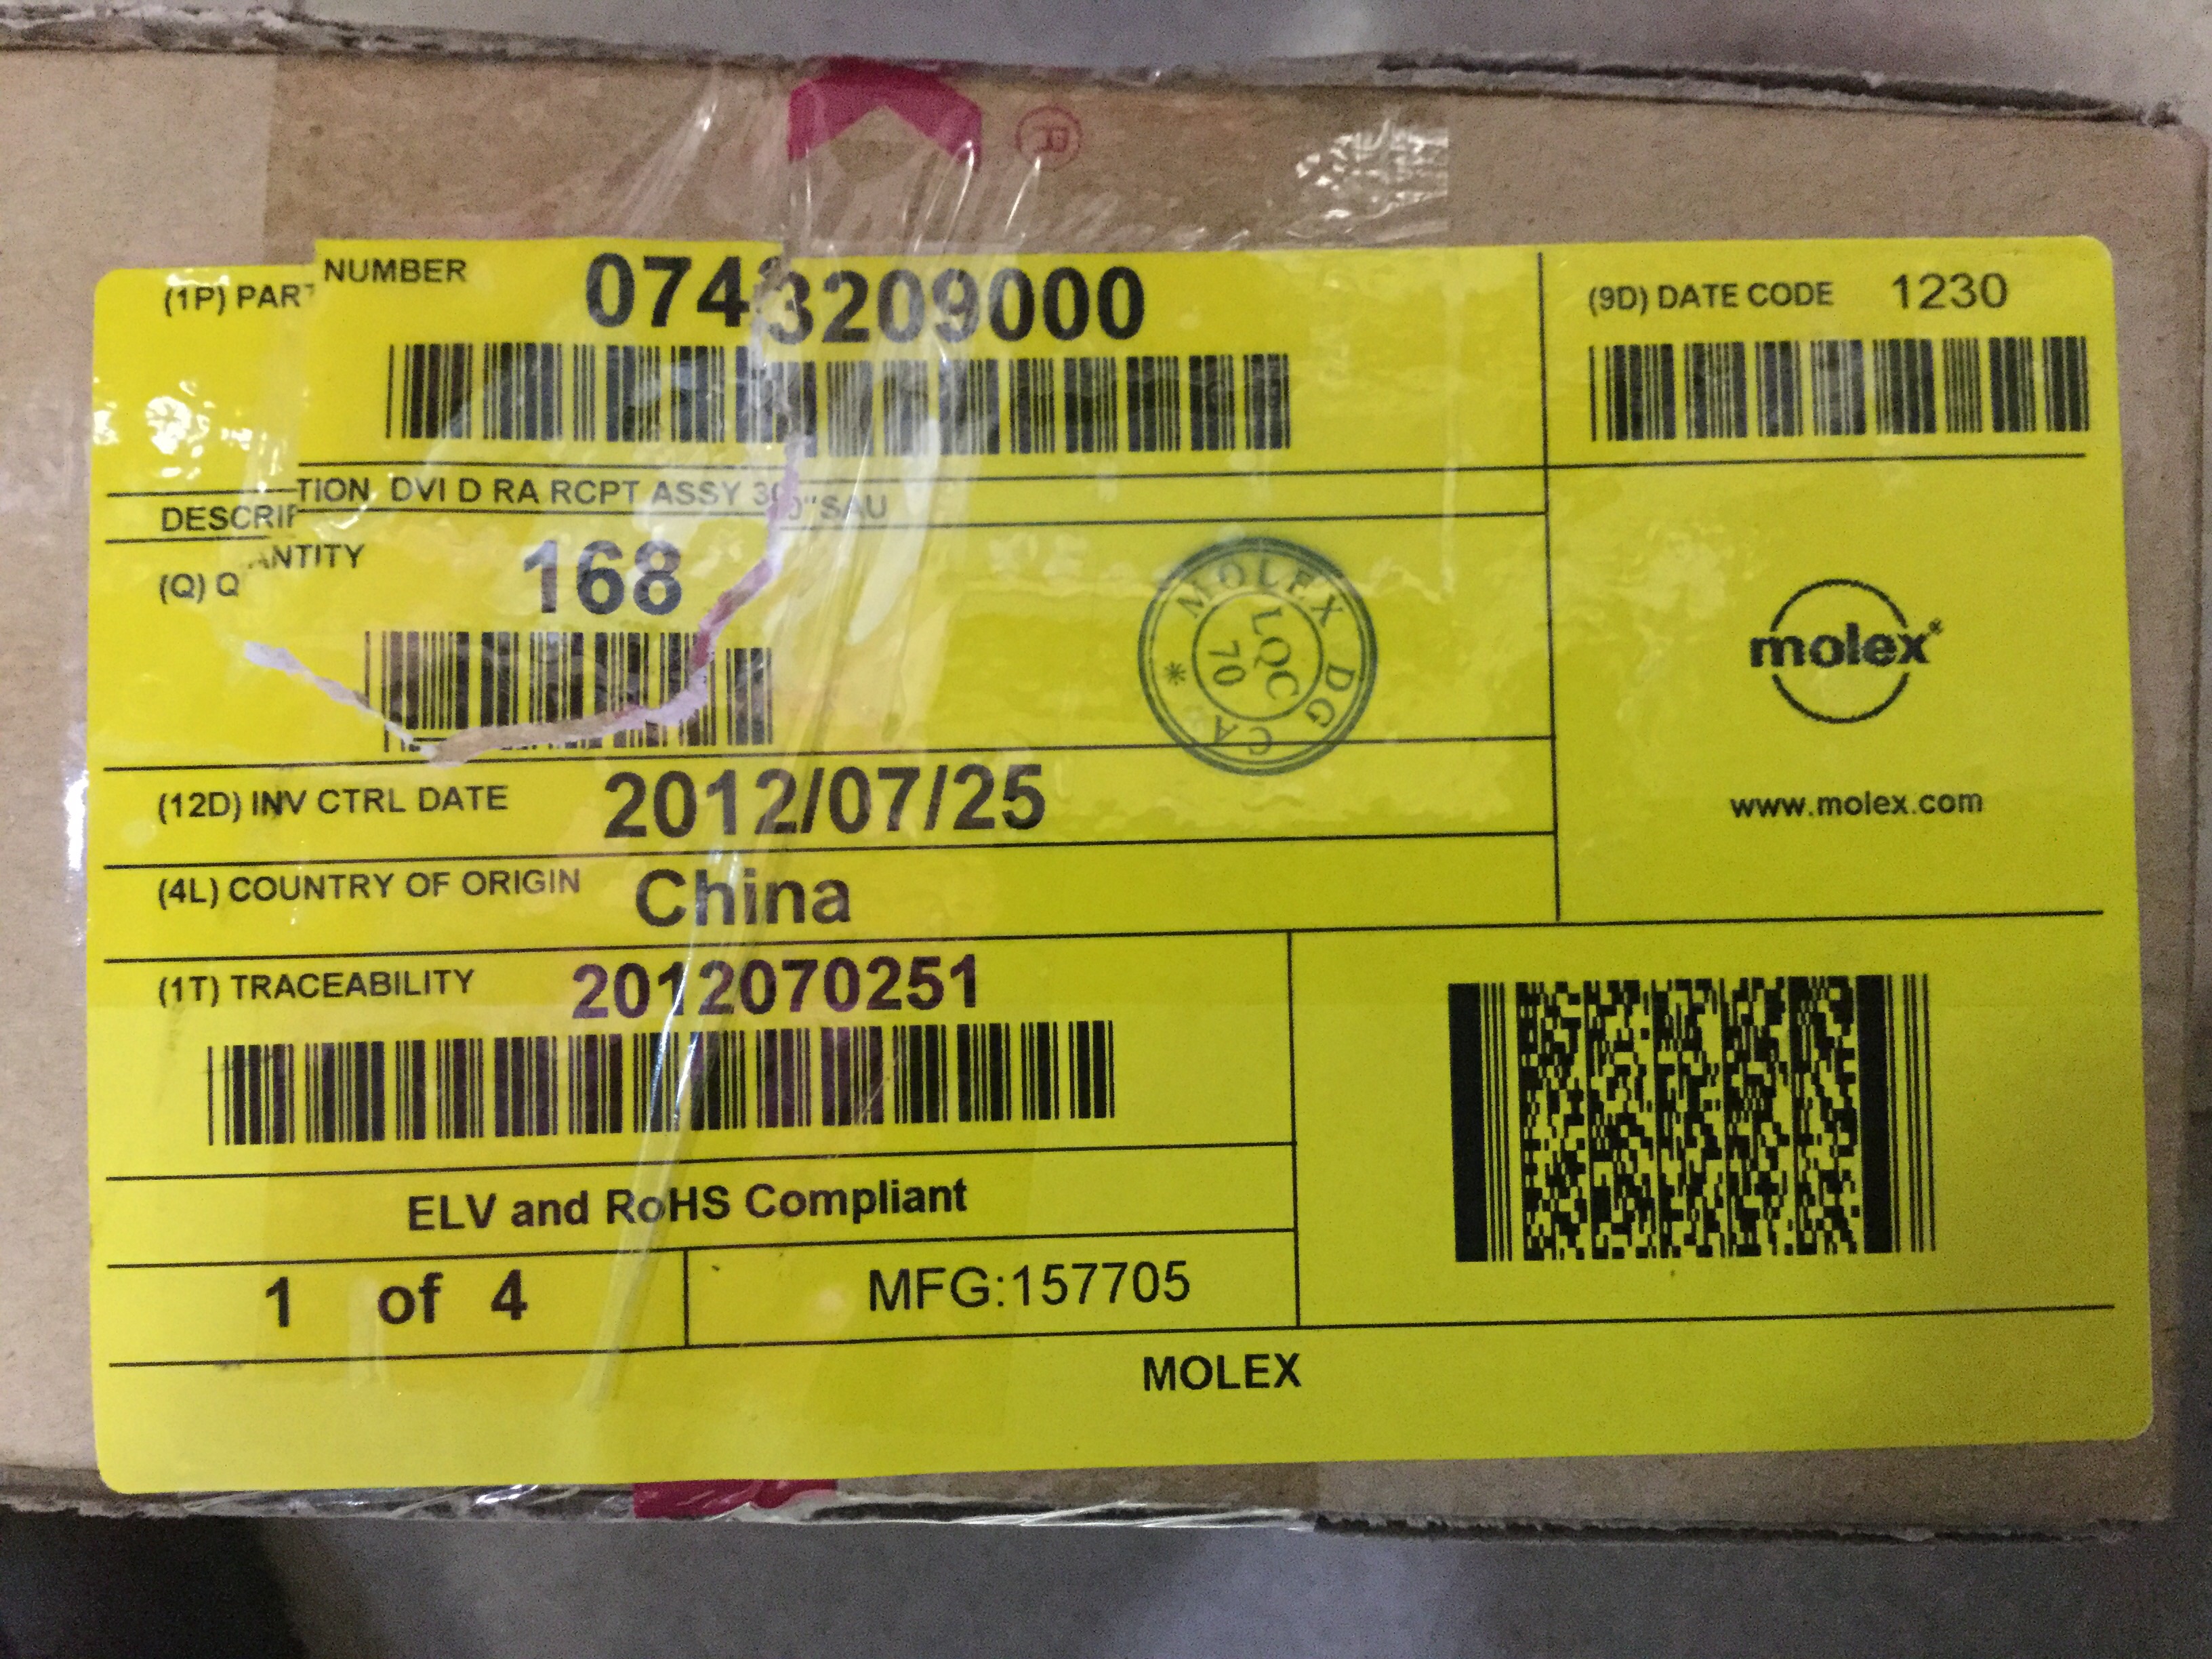 (1P) PART NUMBER 0743209000
(9D) DATE CODE 1230
DESCRIPTION DVI D RA RCPT ASSY 30"SAU
(Q) QUANTITY 168
MOLEX DG CA *
LQC
70
molex®
www.molex.com
(12D) INV CTRL DATE 2012/07/25
(4L) COUNTRY OF ORIGIN China
(1T) TRACEABILITY 2012070251
ELV and RoHS Compliant
1 of 4
MFG:157705
MOLEX